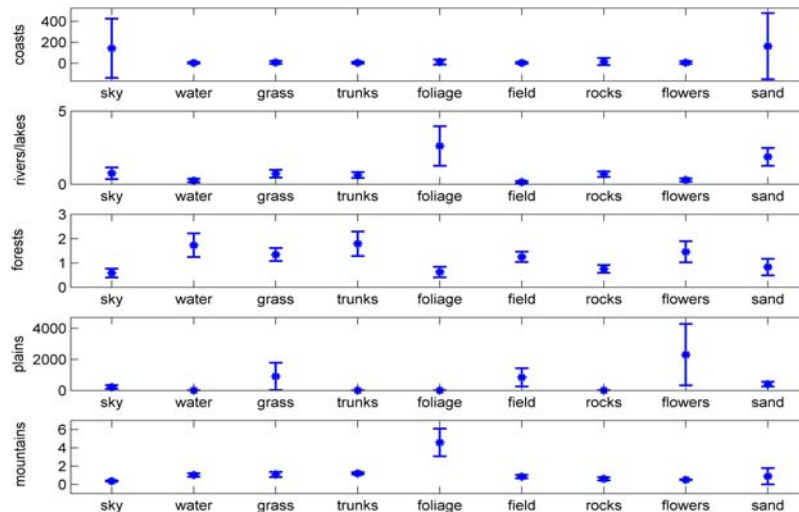 coasts
400
200
0
sky water grass trunks foliage field rocks flowers sand
rivers/lakes
5
0
sky water grass trunks foliage field rocks flowers sand
forests
3
2
1
0
sky water grass trunks foliage field rocks flowers sand
plains
4000
2000
0
sky water grass trunks foliage field rocks flowers sand
mountains
6
4
2
0
sky water grass trunks foliage field rocks flowers sand